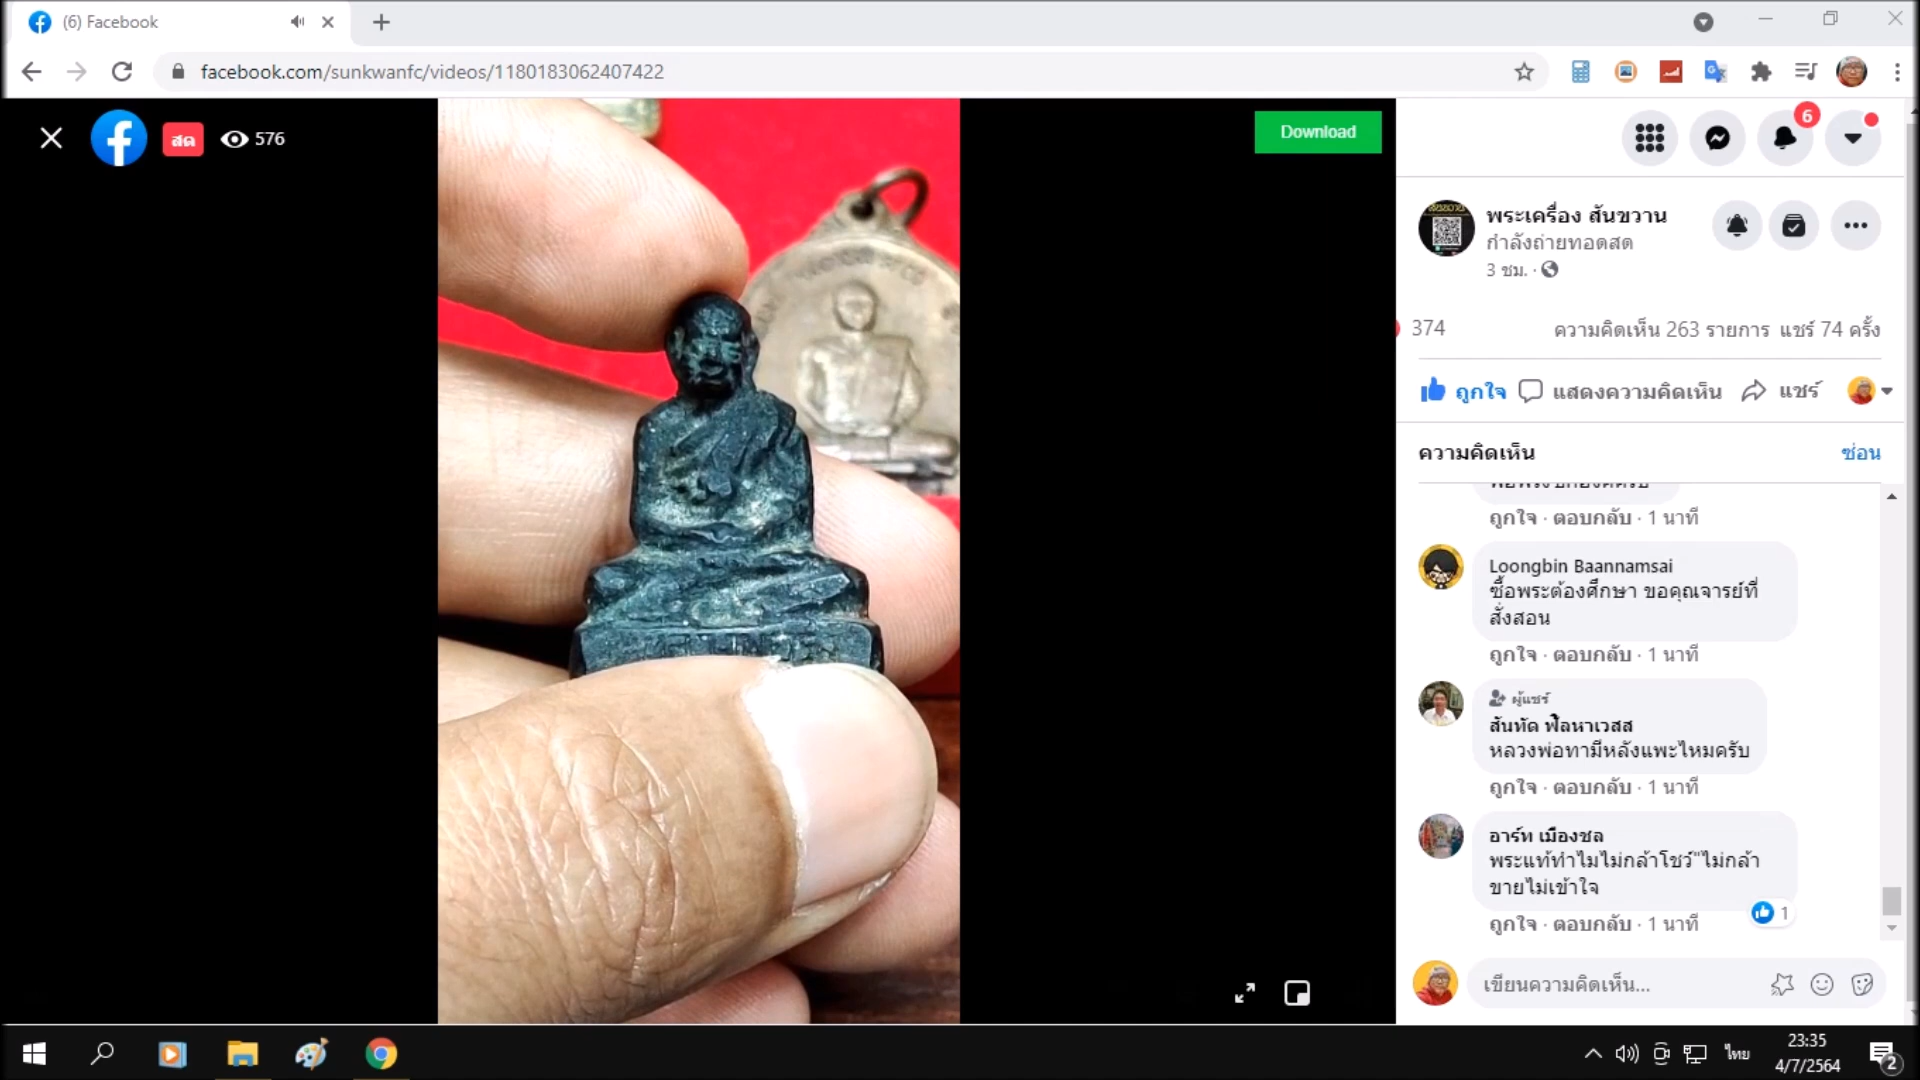 (6) Facebook
facebook.com/sunkwanfc/videos/1180183062407422
สด
576
Download
6
พระเครื่อง สันขวาน
กำลังถ่ายทอดสด
3 ชม. ·
374
ความคิดเห็น 263 รายการ แชร์ 74 ครั้ง
ถูกใจ
แสดงความคิดเห็น
แชร์
ความคิดเห็น
ซ่อน
ถูกใจ · ตอบกลับ · 1 นาที
Loongbin Baannamsai
ซื้อพระต้องศึกษา ขอคุณจารย์ที่
สั่งสอน
ถูกใจ · ตอบกลับ · 1 นาที
ผู้แชร์
สันทัด ฟ้ลหาเวสส
หลวงพ่อทามีหลังแพะไหมครับ
ถูกใจ · ตอบกลับ · 1 นาที
อาร์ท เมืองชล
พระแท้ทำไมไม่กล้าโชว์"ไม่กล้า
ขายไม่เข้าใจ
1
ถูกใจ · ตอบกลับ · 1 นาที
เขียนความคิดเห็น...
ไทย
23:35
4/7/2564
2